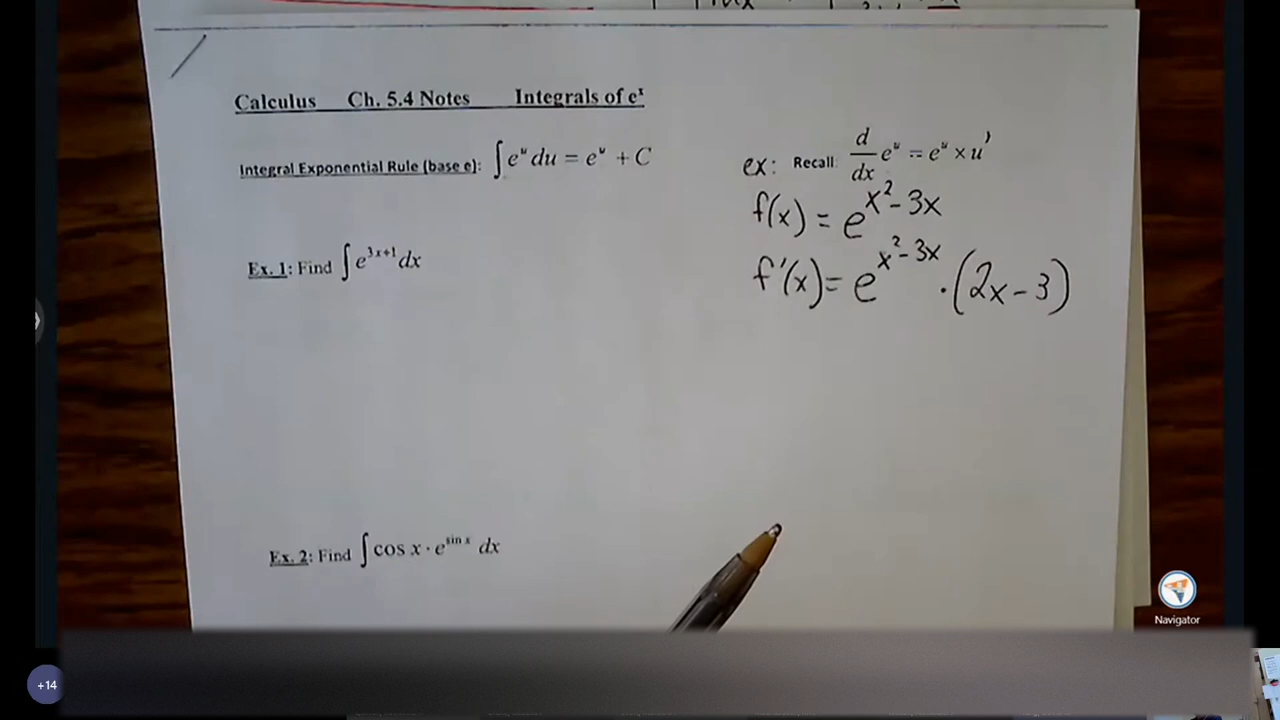 Calculus Ch. 5.4 Notes Integrals of eˣ
Integral Exponential Rule (base e): ∫eᵘ du = eᵘ + C
ex: Recall: d/dx eᵘ = eᵘ × u'
f(x) = e^(x²-3x)
f'(x) = e^(x²-3x) · (2x-3)
Ex. 1: Find ∫e^(3x+1) dx
Ex. 2: Find ∫cos x · e^(sin x) dx
Navigator
+14